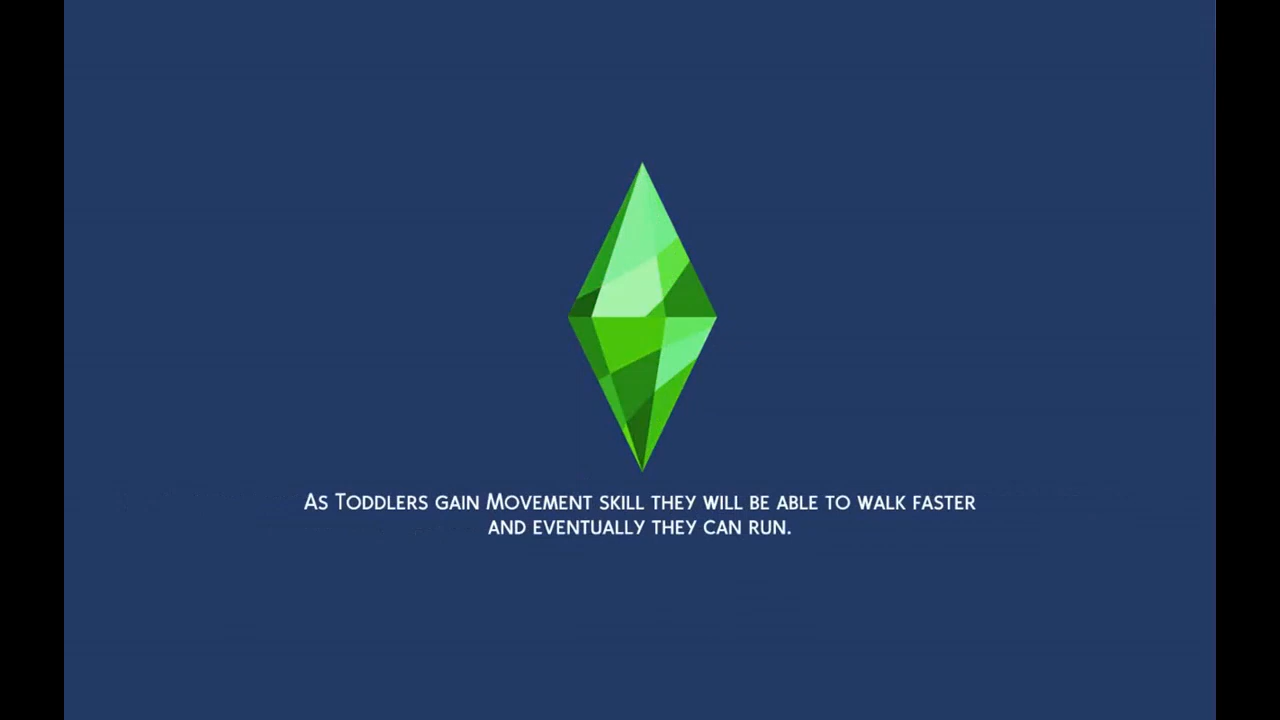 As Toddlers gain Movement skill they will be able to walk faster
and eventually they can run.